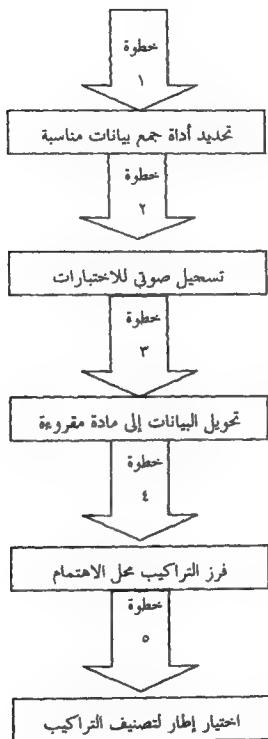 خطوة
١
تحديد أداة جمع بيانات مناسبة
خطوة
٢
تسجيل صوتي للاختبارات
خطوة
٣
تحويل البيانات إلى مادة مقروءة
خطوة
٤
فرز التراكيب محل الاهتمام
خطوة
٥
اختيار إطار لتصنيف التراكيب